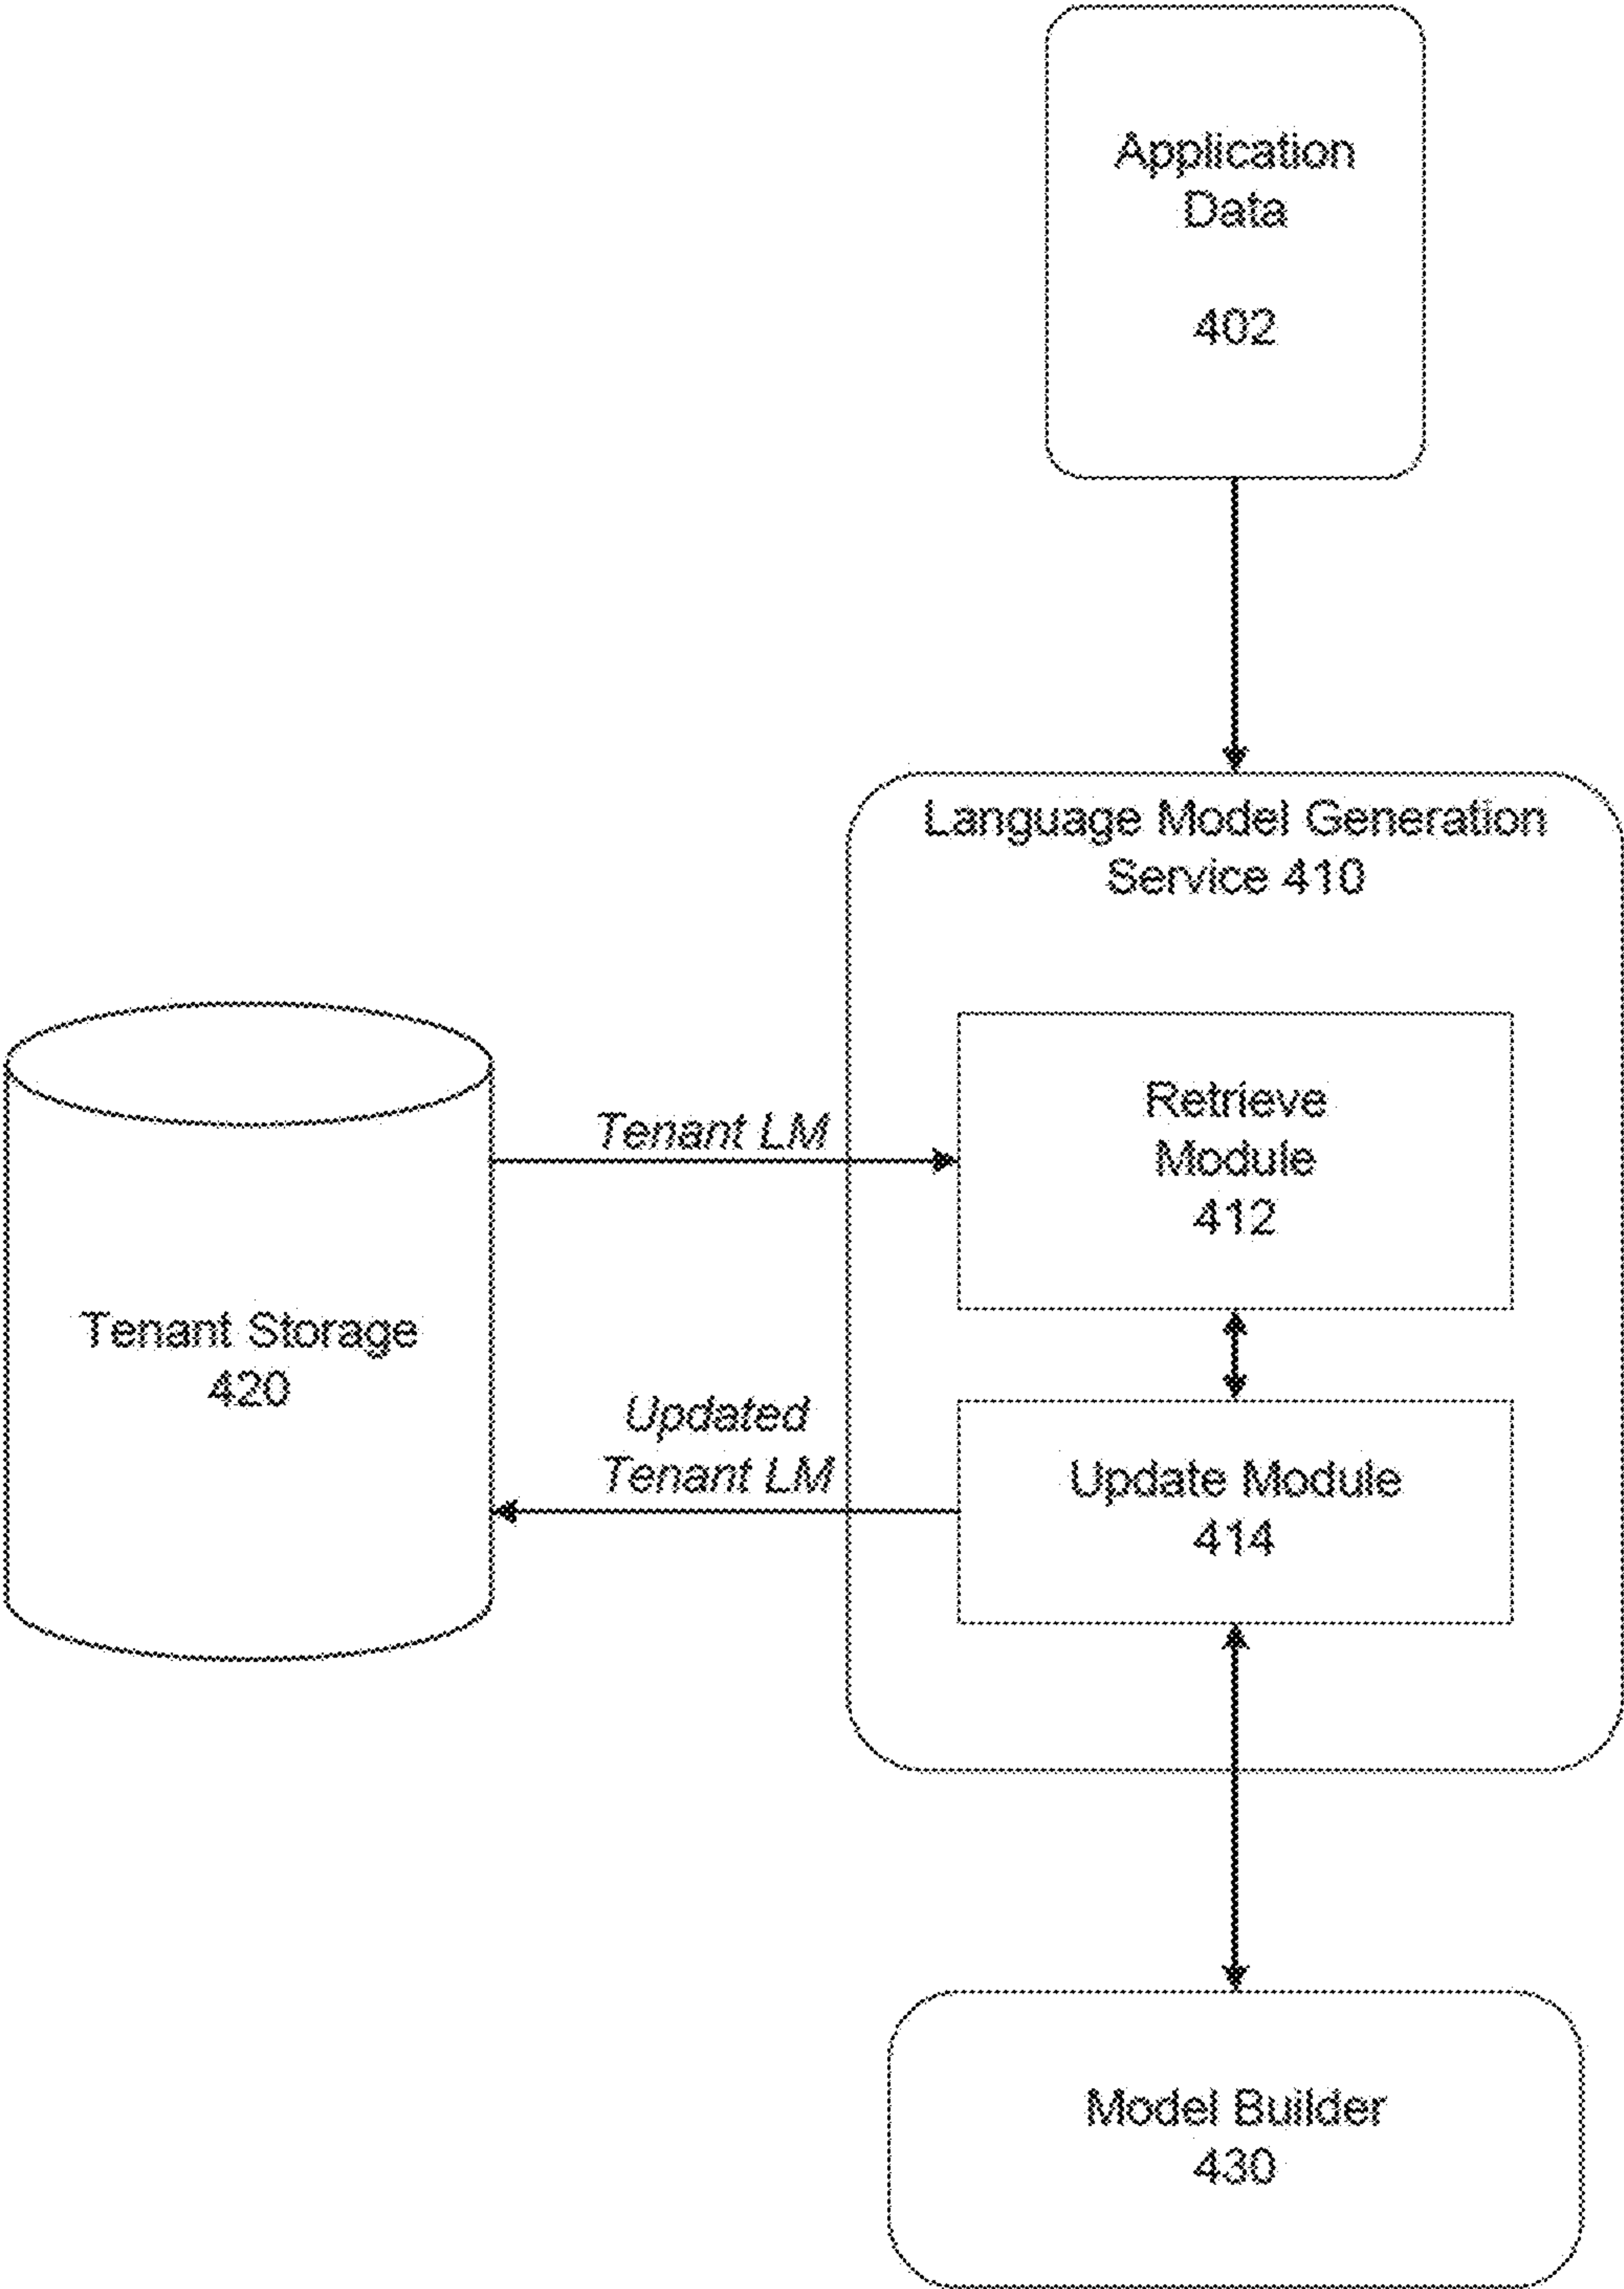 Application
Data
402
Language Model Generation
Service 410
Retrieve
Module
412
Tenant LM
Tenant Storage
420
Updated
Tenant LM
Update Module
414
Model Builder
430